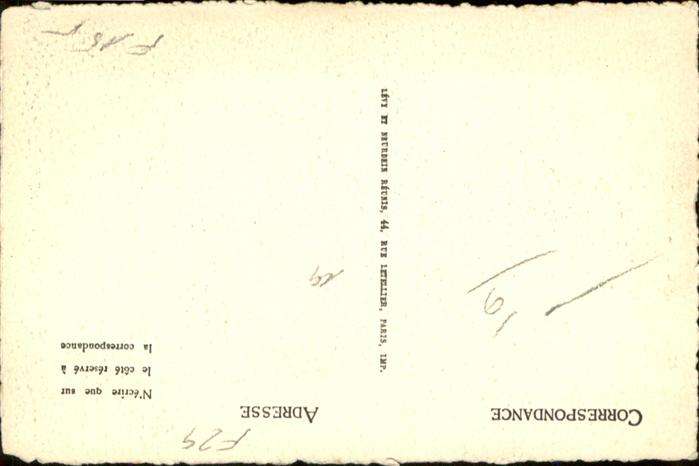 CORRESPONDANCE
ADRESSE
N'écrire que sur
le côté réservé à
la correspondance
LÉVY ET NEURDEIN RÉUNIS, 44, RUE LETELLIER, PARIS, IMP.
F29
19